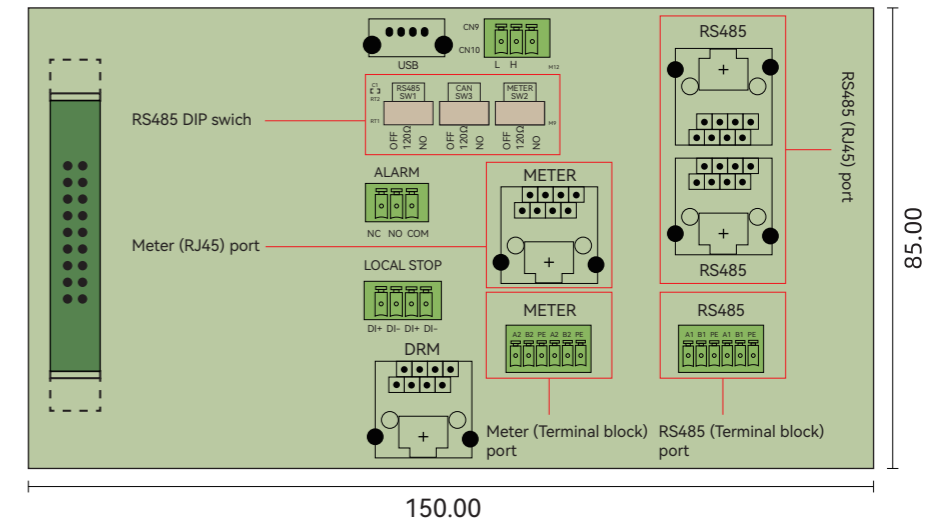 CN9
CN10
USB
L H
M12
RS485
C1
RT2
RT1
RS485
SW1
CAN
SW3
METER
SW2
M9
OFF
120Ω
NO
OFF
120Ω
NO
OFF
120Ω
NO
RS485 DIP swich
RS485 (RJ45) port
ALARM
NC NO COM
METER
Meter (RJ45) port
LOCAL STOP
DI+ DI- DI+ DI-
RS485
METER
A2 B2 PE A2 B2 PE
RS485
A1 B1 PE A1 B1 PE
DRM
Meter (Terminal block)
port
RS485 (Terminal block)
port
85.00
150.00